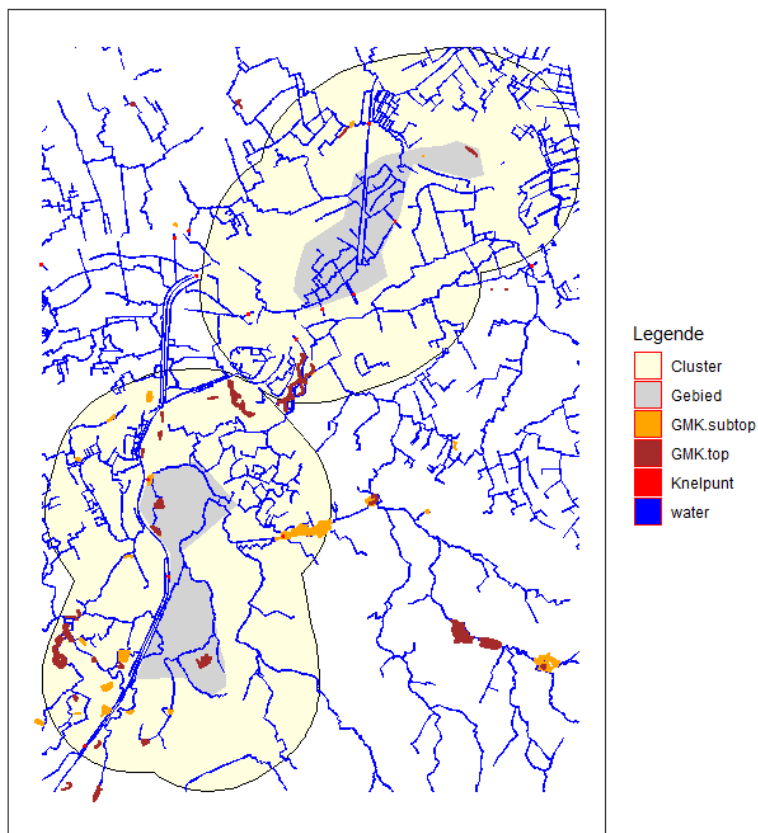 Legende
Cluster
Gebied
GMK.subtop
GMK.top
Knelpunt
water